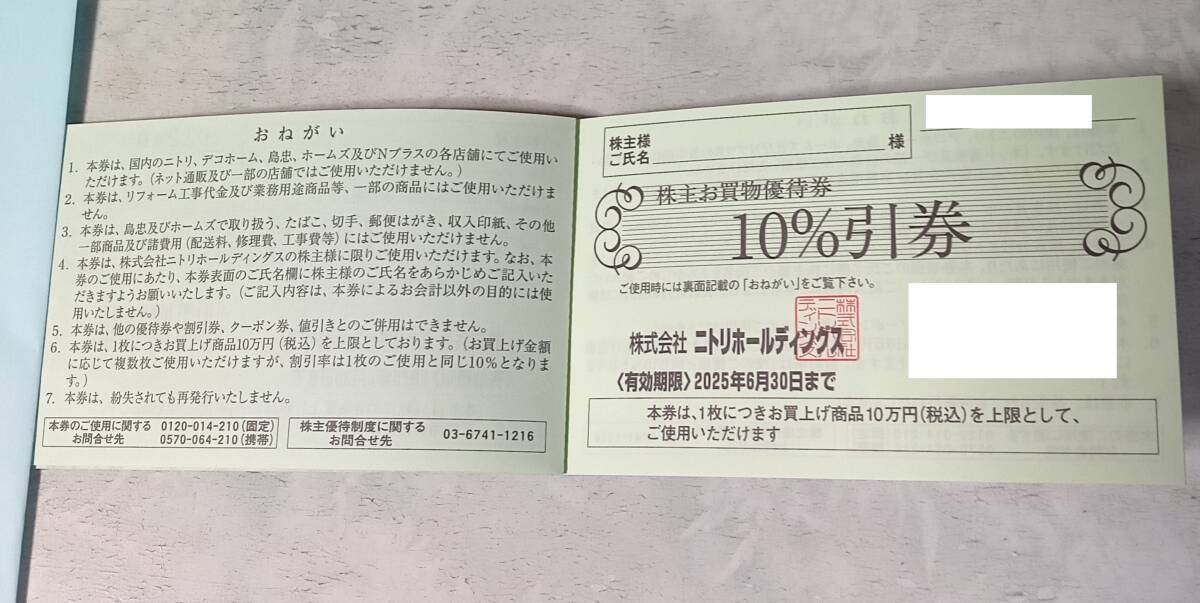 おねがい
1. 本券は、国内のニトリ、デコホーム、島忠、ホームズ及びNプラスの各店舗にてご使用い
ただけます。（ネット通販及び一部の店舗ではご使用いただけません。）
2. 本券は、リフォーム工事代金及び業務用途商品等、一部の商品にはご使用いただけま
せん。
3. 本券は、島忠及びホームズで取り扱う、たばこ、切手、郵便はがき、収入印紙、その他
一部商品及び諸費用（配送料、修理費、工事費等）にはご使用いただけません。
4. 本券は、株式会社ニトリホールディングスの株主様に限りご使用いただけます。なお、本
券のご使用にあたり、本券表面のご氏名欄に株主様のご氏名をあらかじめご記入いた
だきますようお願いいたします。（ご記入内容は、本券によるお会計以外の目的には使
用いたしません。）
5. 本券は、他の優待券や割引券、クーポン券、値引きとのご併用はできません。
6. 本券は、1枚につきお買上げ商品10万円（税込）を上限としております。（お買上げ金額
に応じて複数枚ご使用いただけますが、割引率は1枚のご使用と同じ10%となりま
す。）
7. 本券は、紛失されても再発行いたしません。
本券のご使用に関する
お問合せ先
0120-014-210（固定）
0570-064-210（携帯）
株主優待制度に関する
お問合せ先
03-6741-1216
株主様
ご氏名 様
株主お買物優待券
10%引券
ご使用時には裏面記載の「おねがい」をご覧下さい。
株式会社 ニトリホールディングス
〈有効期限〉2025年6月30日まで
本券は、1枚につきお買上げ商品10万円（税込）を上限として、
ご使用いただけます